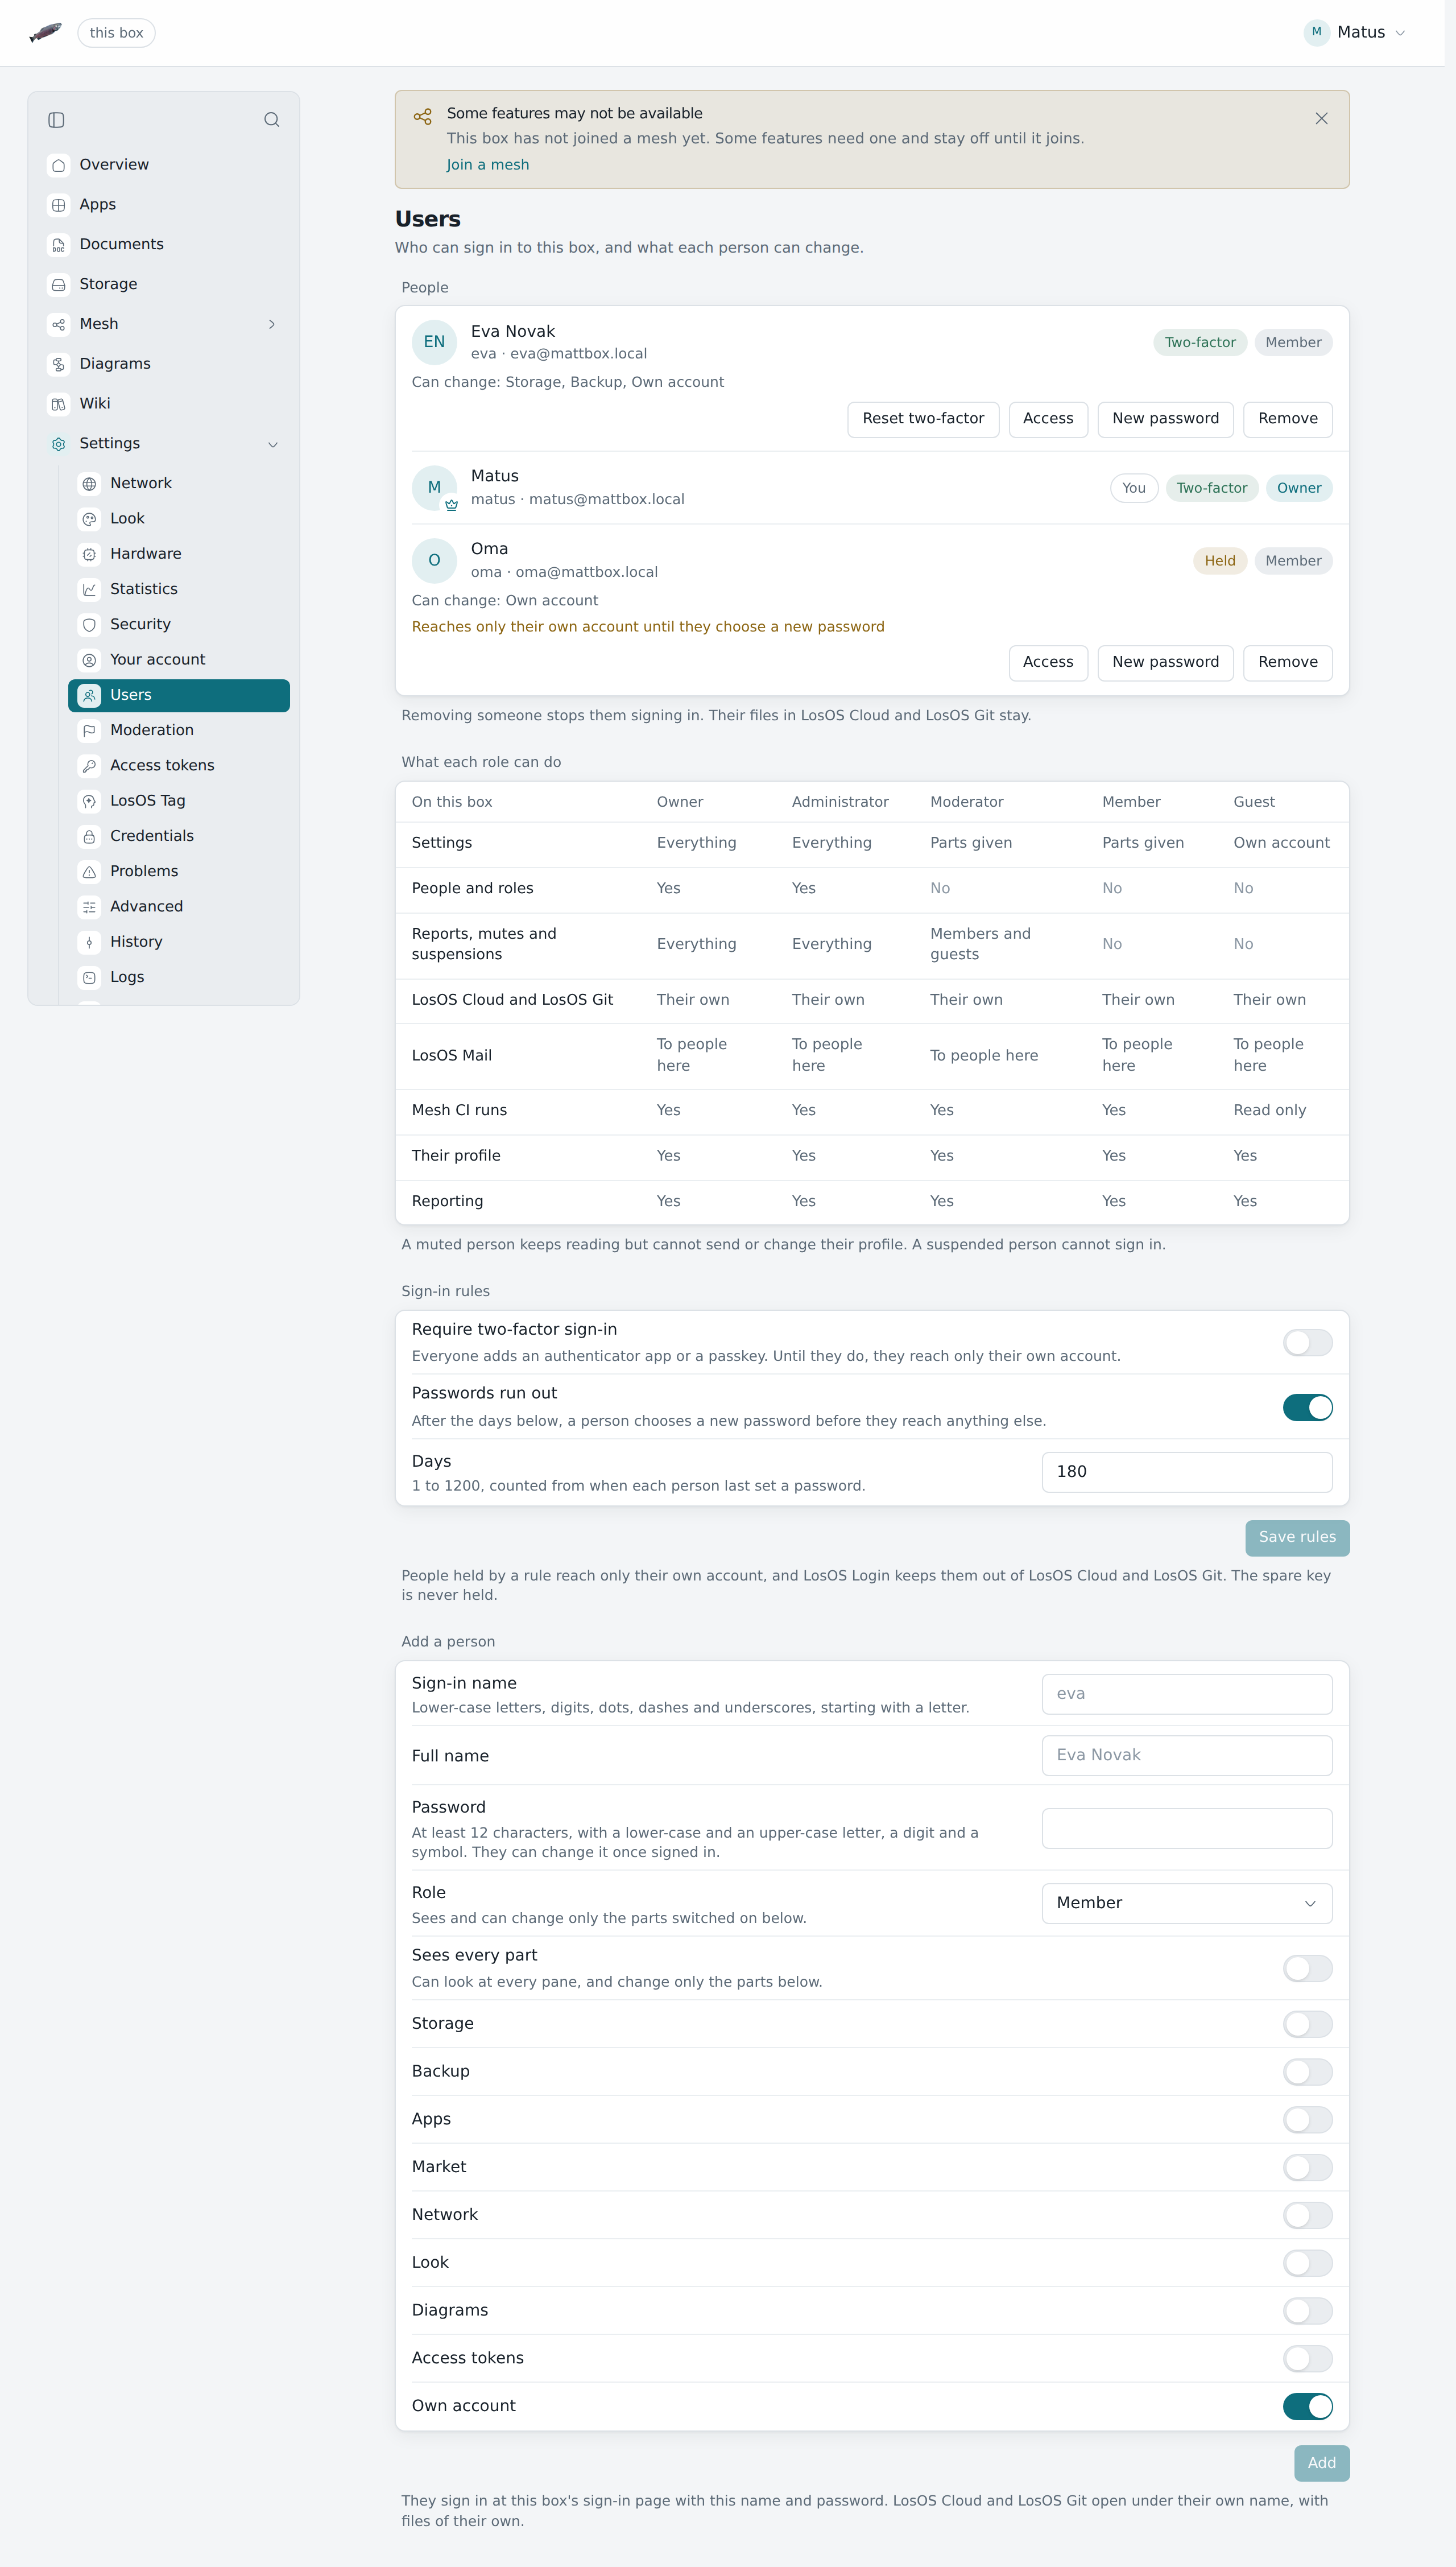 this box
M Matus
Overview
Apps
Documents
Storage
Mesh
Diagrams
Wiki
Settings
Network
Look
Hardware
Statistics
Security
Your account
Users
Moderation
Access tokens
LosOS Tag
Credentials
Problems
Advanced
History
Logs
Some features may not be available
This box has not joined a mesh yet. Some features need one and stay off until it joins.
Join a mesh
Users
Who can sign in to this box, and what each person can change.
People
EN
Eva Novak
eva · eva@mattbox.local
Two-factor Member
Can change: Storage, Backup, Own account
Reset two-factor Access New password Remove
M
Matus
matus · matus@mattbox.local
You Two-factor Owner
O
Oma
oma · oma@mattbox.local
Held Member
Can change: Own account
Reaches only their own account until they choose a new password
Access New password Remove
Removing someone stops them signing in. Their files in LosOS Cloud and LosOS Git stay.
What each role can do
On this box Owner Administrator Moderator Member Guest
Settings Everything Everything Parts given Parts given Own account
People and roles Yes Yes No No No
Reports, mutes and suspensions Everything Everything Members and guests No No
LosOS Cloud and LosOS Git Their own Their own Their own Their own Their own
LosOS Mail To people here To people here To people here To people here To people here
Mesh CI runs Yes Yes Yes Yes Read only
Their profile Yes Yes Yes Yes Yes
Reporting Yes Yes Yes Yes Yes
A muted person keeps reading but cannot send or change their profile. A suspended person cannot sign in.
Sign-in rules
Require two-factor sign-in
Everyone adds an authenticator app or a passkey. Until they do, they reach only their own account.
Passwords run out
After the days below, a person chooses a new password before they reach anything else.
Days
1 to 1200, counted from when each person last set a password.
180
Save rules
People held by a rule reach only their own account, and LosOS Login keeps them out of LosOS Cloud and LosOS Git. The spare key
is never held.
Add a person
Sign-in name
Lower-case letters, digits, dots, dashes and underscores, starting with a letter.
eva
Full name
Eva Novak
Password
At least 12 characters, with a lower-case and an upper-case letter, a digit and a
symbol. They can change it once signed in.
Role
Sees and can change only the parts switched on below.
Member
Sees every part
Can look at every pane, and change only the parts below.
Storage
Backup
Apps
Market
Network
Look
Diagrams
Access tokens
Own account
Add
They sign in at this box's sign-in page with this name and password. LosOS Cloud and LosOS Git open under their own name, with
files of their own.